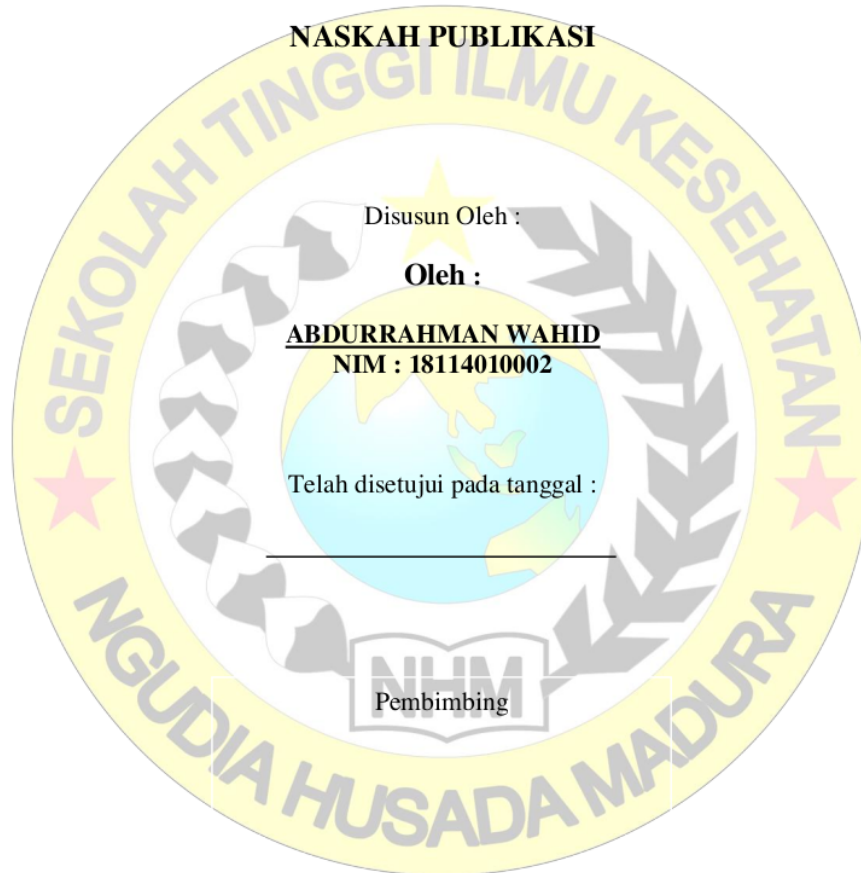 NASKAH PUBLIKASI
SEKOLAH TINGGI ILMU KESEHATAN
Disusun Oleh :
Oleh :
ABDURRAHMAN WAHID
NIM : 18114010002
Telah disetujui pada tanggal :
NHM
Pembimbing
NGUDIA HUSADA MADURA